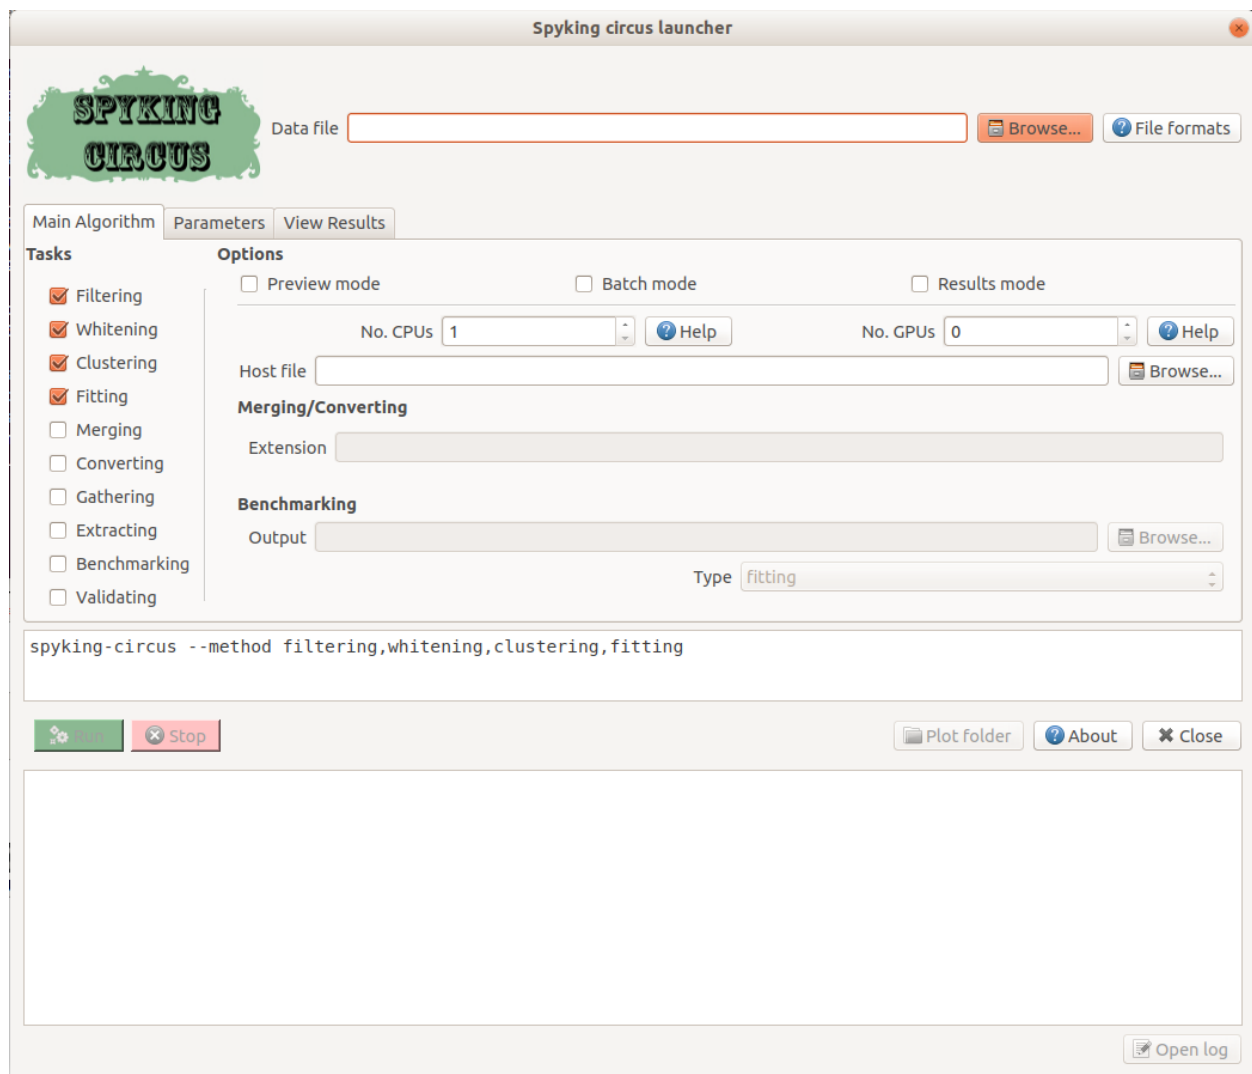 Spyking circus launcher
SPYKING
CIRCUS
Data file
Browse...
File formats
Main Algorithm
Parameters
View Results
Tasks
Filtering
Whitening
Clustering
Fitting
Merging
Converting
Gathering
Extracting
Benchmarking
Validating
Options
Preview mode
Batch mode
Results mode
No. CPUs 1
Help
No. GPUs 0
Help
Host file
Browse...
Merging/Converting
Extension
Benchmarking
Output
Browse...
Type fitting
spyking-circus --method filtering,whitening,clustering,fitting
Run
Stop
Plot folder
About
Close
Open log